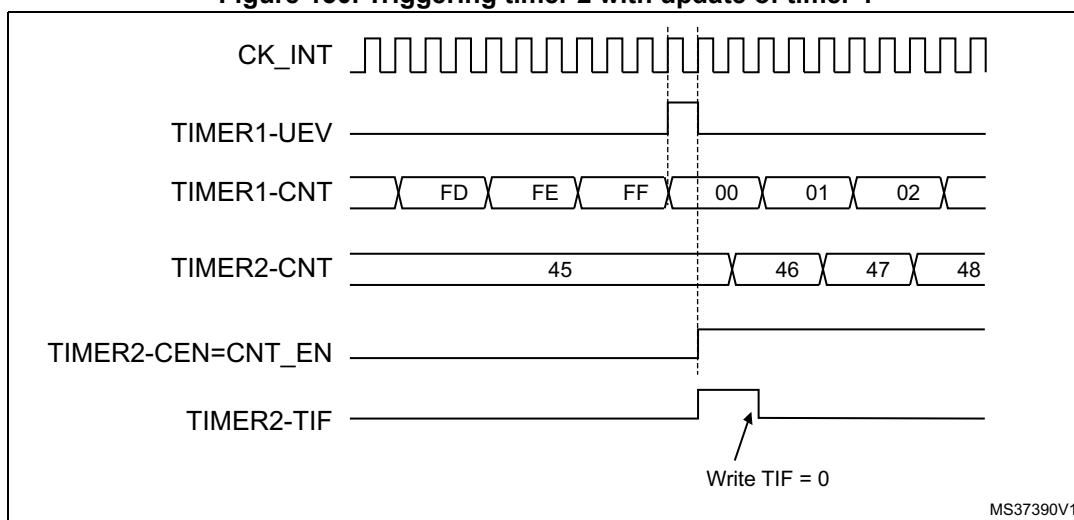 CK_INT
TIMER1-UEV
TIMER1-CNT FD FE FF 00 01 02
TIMER2-CNT 45 46 47 48
TIMER2-CEN=CNT_EN
TIMER2-TIF
Write TIF = 0
MS37390V1